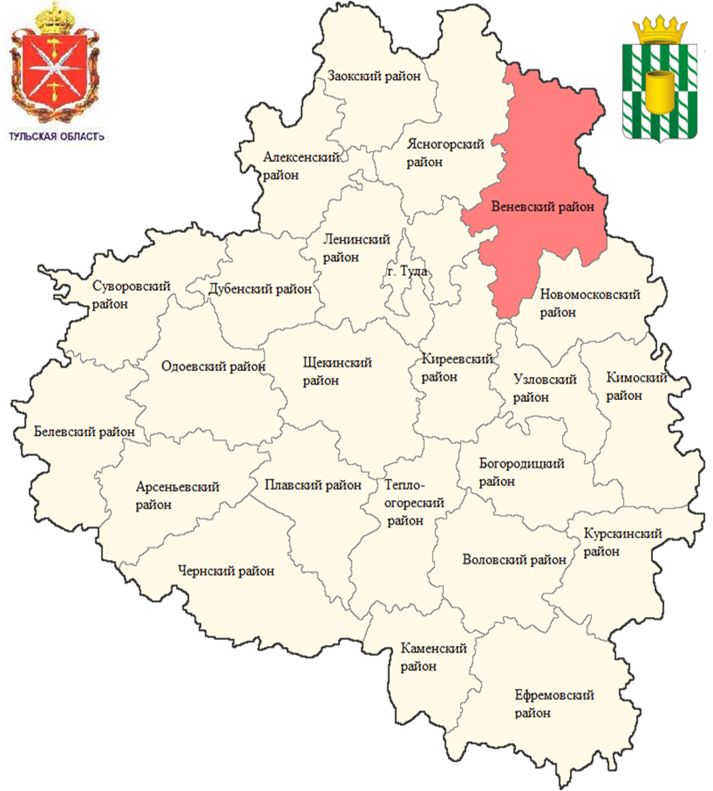 ТУЛЬСКАЯ ОБЛАСТЬ
Заокский район
Ясногорский
район
Алексенский
район
Веневский район
Ленинский
район
г. Тула
Суворовский
район
Дубенский район
Новомосковский
район
Одоевский район
Щекинский
район
Киреевский
район
Узловский
район
Кимоский
район
Белевский район
Арсеньевский
район
Плавский район
Тепло-
огореский
район
Богородицкий
район
Чернский район
Воловский район
Курскинский
район
Каменский
район
Ефремовский
район